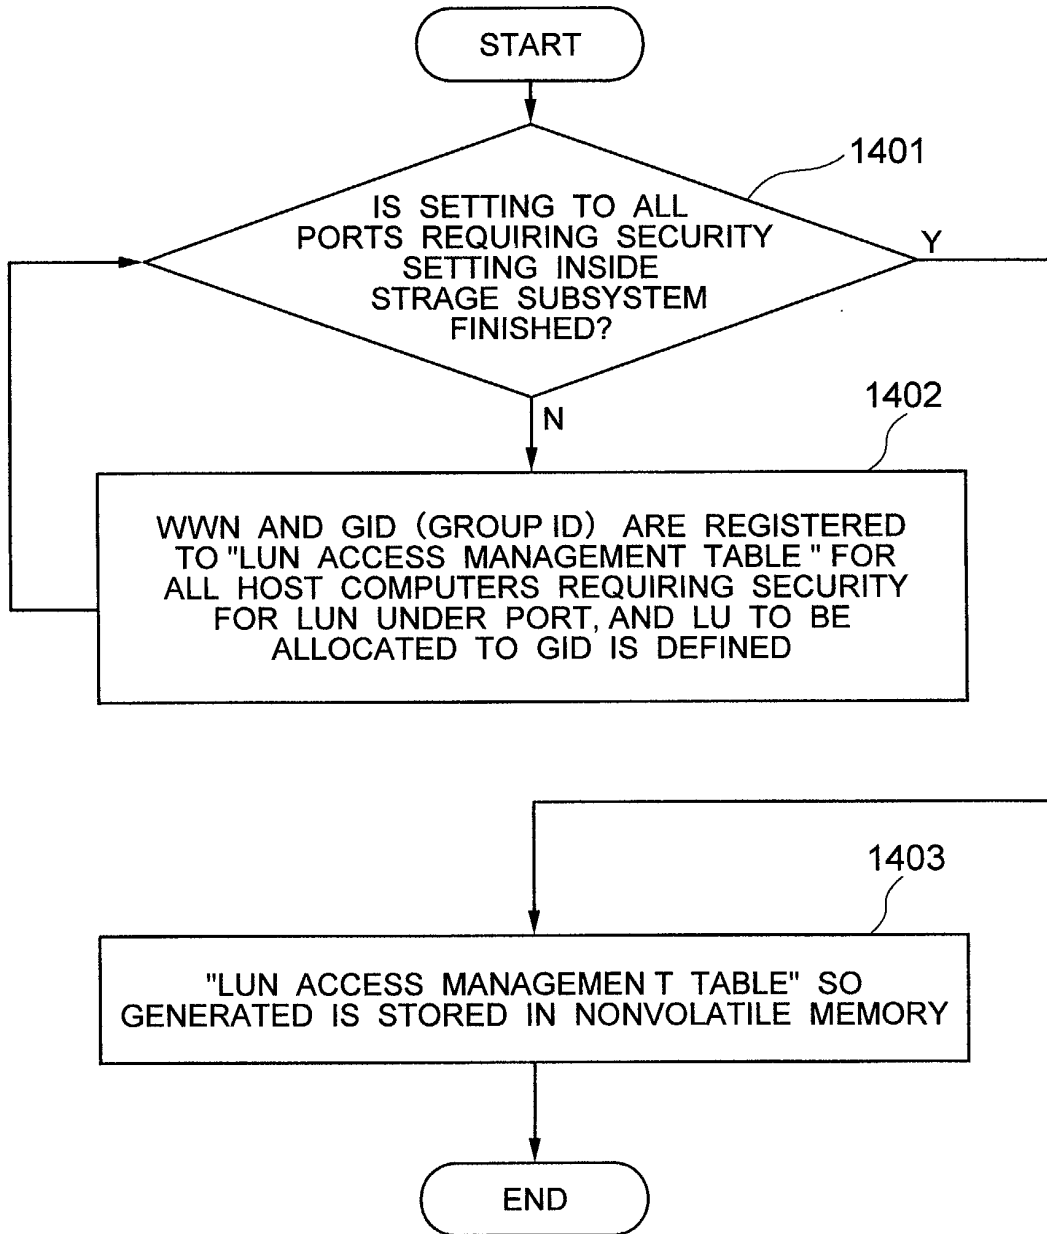 START
1401
IS SETTING TO ALL
PORTS REQUIRING SECURITY
SETTING INSIDE
STRAGE SUBSYSTEM
FINISHED?
Y
N
1402
WWN AND GID (GROUP ID) ARE REGISTERED
TO "LUN ACCESS MANAGEMENT TABLE" FOR
ALL HOST COMPUTERS REQUIRING SECURITY
FOR LUN UNDER PORT, AND LU TO BE
ALLOCATED TO GID IS DEFINED
1403
"LUN ACCESS MANAGEMENT TABLE" SO
GENERATED IS STORED IN NONVOLATILE MEMORY
END